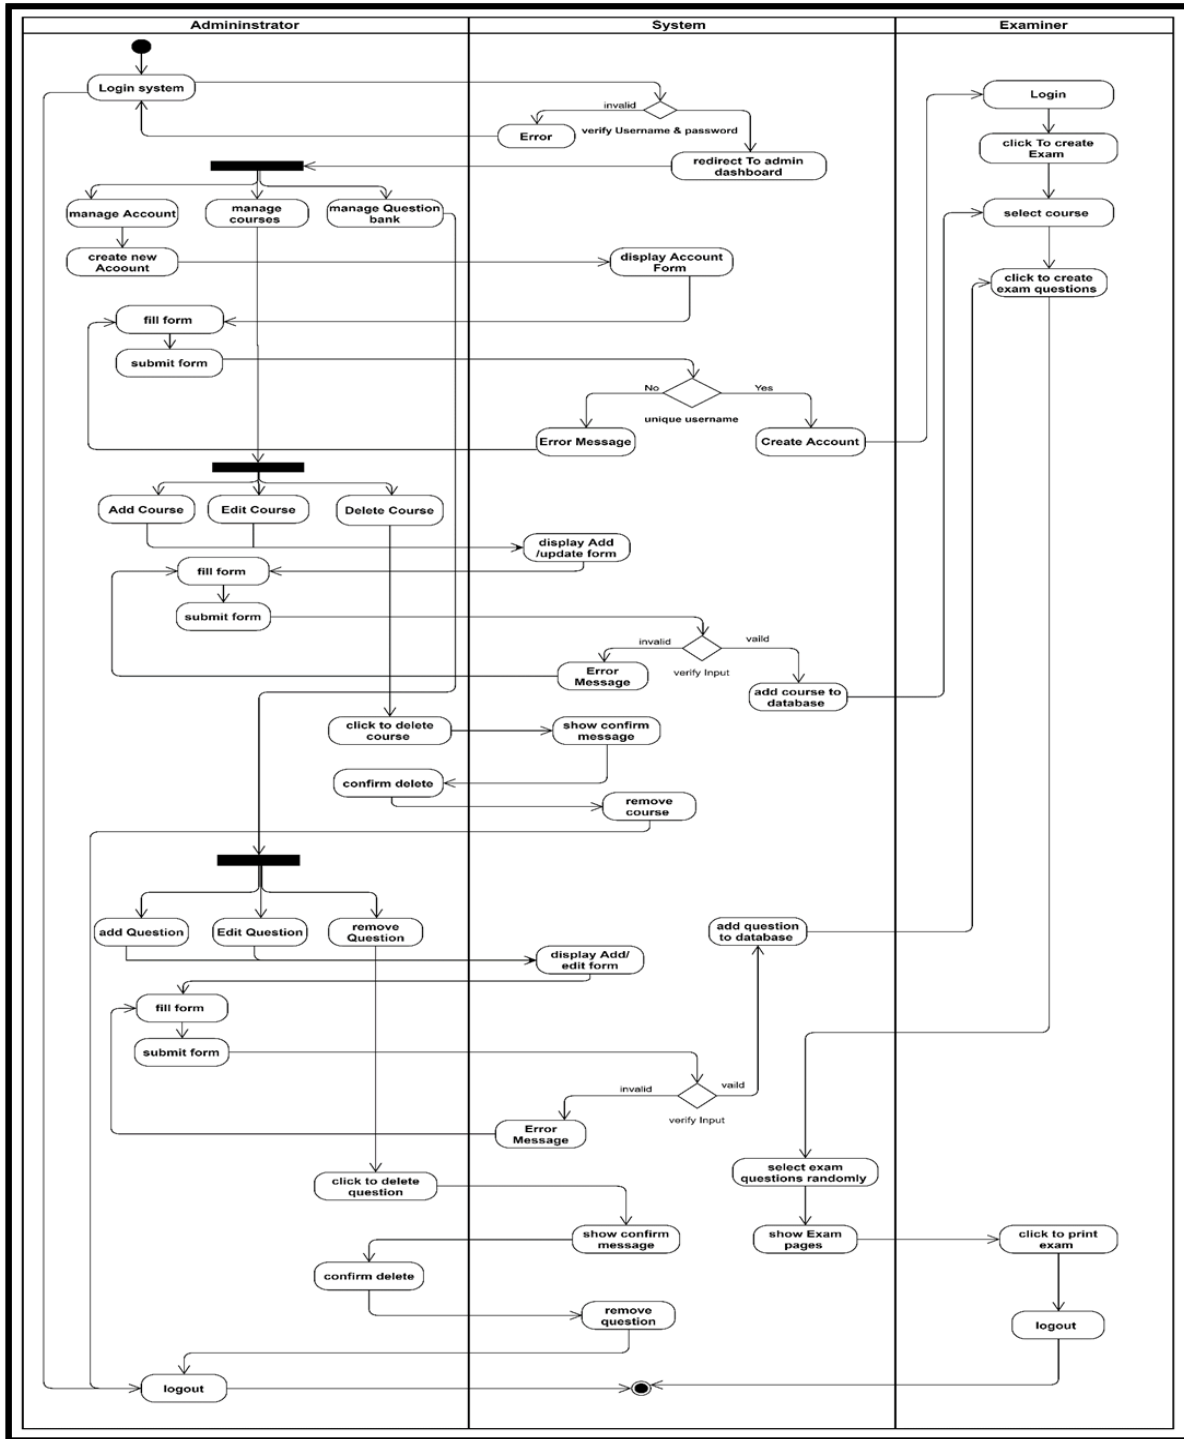 Admininstrator
System
Examiner
Login system
invalid
verify Username & password
Error
redirect To admin
dashboard
Login
click To create
Exam
manage Account
manage
courses
manage Question
bank
select course
create new
Acoount
display Account
Form
click to create
exam questions
fill form
submit form
No
Yes
unique username
Error Message
Create Account
Add Course
Edit Course
Delete Course
display Add
/update form
fill form
submit form
invalid
vaild
verify Input
Error
Message
add course to
database
click to delete
course
show confirm
message
confirm delete
remove
course
add Question
Edit Question
remove
Question
add question
to database
display Add/
edit form
fill form
submit form
invalid
vaild
verify Input
Error
Message
click to delete
question
select exam
questions randomly
show confirm
message
show Exam
pages
click to print
exam
confirm delete
remove
question
logout
logout